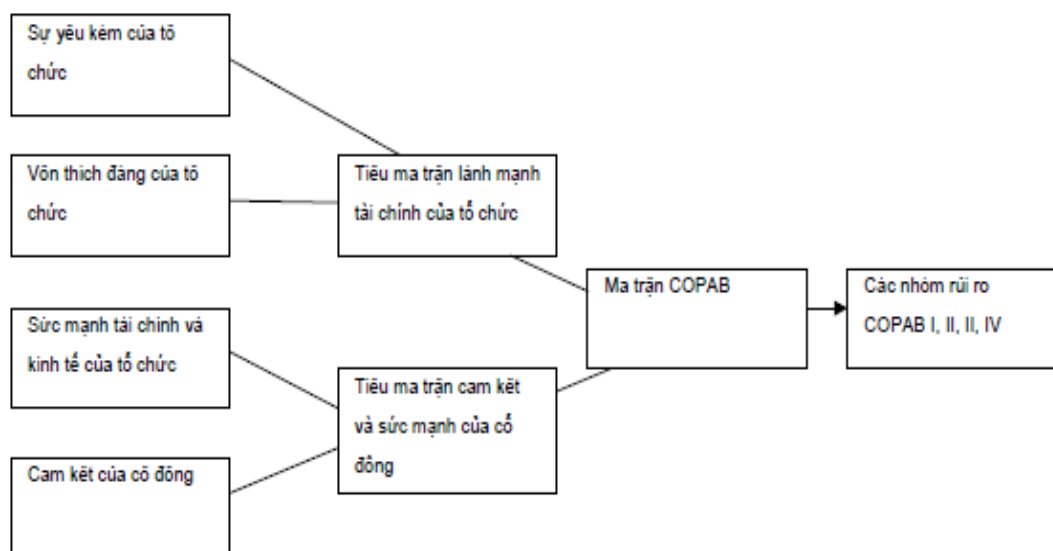 Sự yếu kém của tổ
chức
Vốn thích đáng của tổ
chức
Tiểu ma trận lành mạnh
tài chính của tổ chức
Ma trận COPAB
Các nhóm rủi ro
COPAB I, II, II, IV
Sức mạnh tài chính và
kinh tế của tổ chức
Tiểu ma trận cam kết
và sức mạnh của cổ
đông
Cam kết của cổ đông